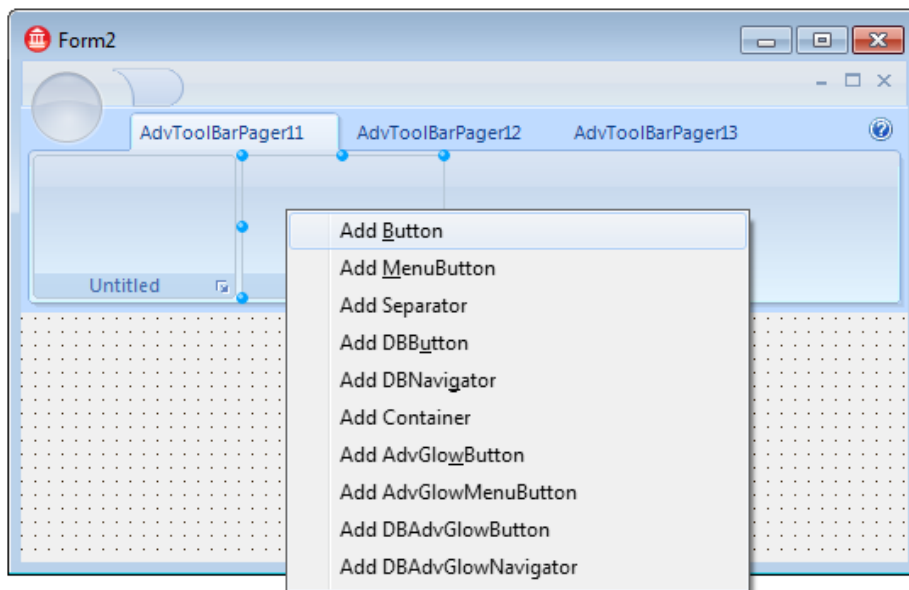 Form2
AdvToolBarPager11 AdvToolBarPager12 AdvToolBarPager13
Untitled
Add Button
Add MenuButton
Add Separator
Add DBButton
Add DBNavigator
Add Container
Add AdvGlowButton
Add AdvGlowMenuButton
Add DBAdvGlowButton
Add DBAdvGlowNavigator